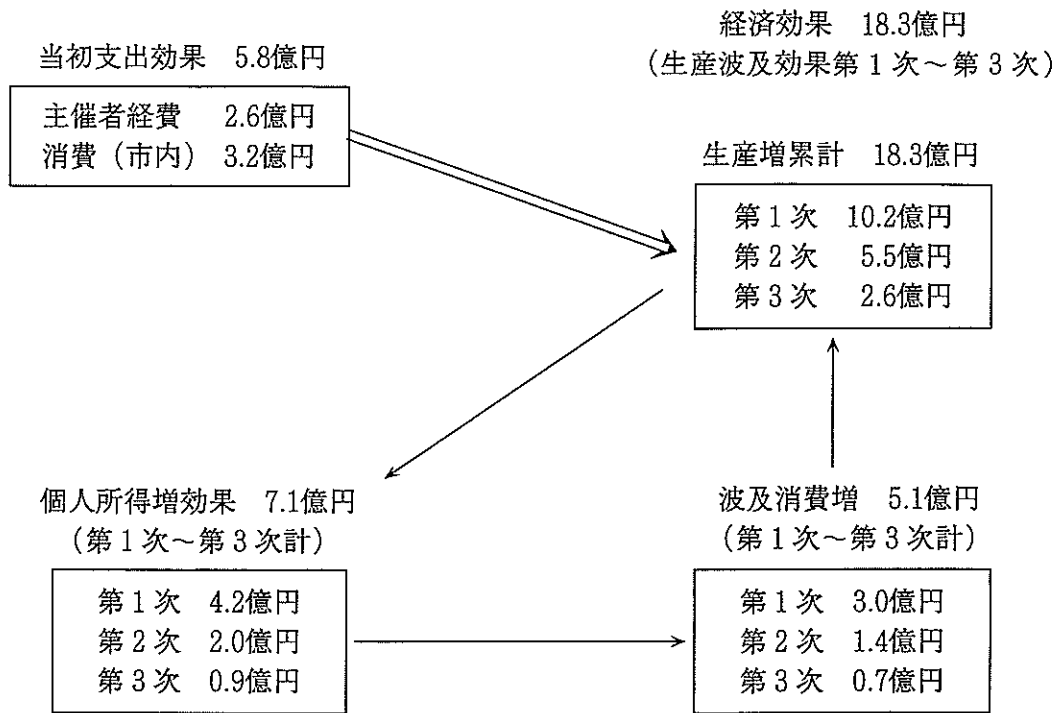 経済効果 18.3億円
(生産波及効果第1次～第3次)
当初支出効果 5.8億円
主催者経費 2.6億円
消費(市内) 3.2億円
生産増累計 18.3億円
第1次 10.2億円
第2次 5.5億円
第3次 2.6億円
個人所得増効果 7.1億円
(第1次～第3次計)
第1次 4.2億円
第2次 2.0億円
第3次 0.9億円
波及消費増 5.1億円
(第1次～第3次計)
第1次 3.0億円
第2次 1.4億円
第3次 0.7億円